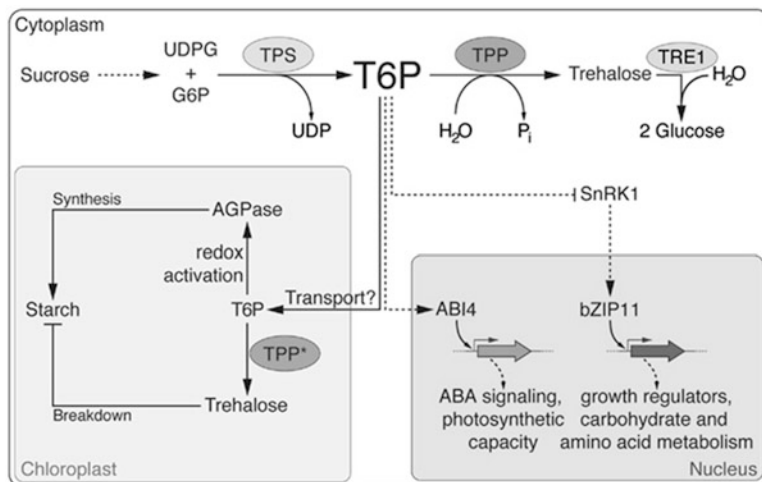 Cytoplasm
Sucrose
UDPG
+
G6P
TPS
UDP
T6P
TPP
H₂O
Pᵢ
Trehalose
TRE1
H₂O
2 Glucose
Synthesis
AGPase
redox
activation
Starch
T6P
Transport?
TPP*
Trehalose
Breakdown
Chloroplast
SnRK1
ABI4
bZIP11
ABA signaling,
photosynthetic
capacity
growth regulators,
carbohydrate and
amino acid metabolism
Nucleus